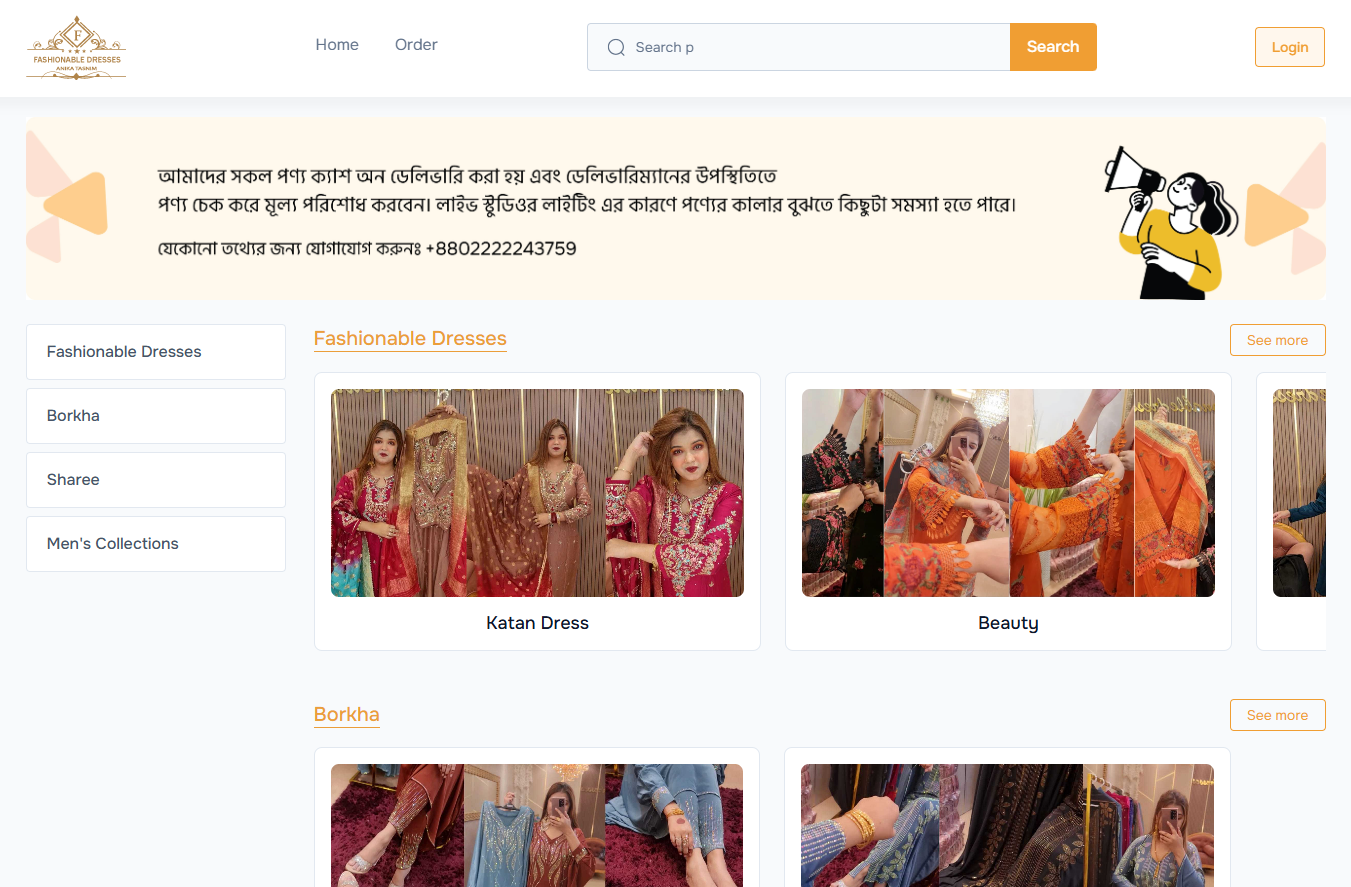 F
FASHIONABLE DRESSES
ANIKA TASNIM
Home
Order
Search p
Search
Login
আমাদের সকল পণ্য ক্যাশ অন ডেলিভারি করা হয় এবং ডেলিভারিম্যানের উপস্থিতিতে
পণ্য চেক করে মূল্য পরিশোধ করবেন। লাইভ স্টুডিওর লাইটিং এর কারণে পণ্যের কালার বুঝতে কিছুটা সমস্যা হতে পারে।
যেকোনো তথ্যের জন্য যোগাযোগ করুনঃ +8802222243759
Fashionable Dresses
Borkha
Sharee
Men's Collections
Fashionable Dresses
See more
Katan Dress
Beauty
Borkha
See more